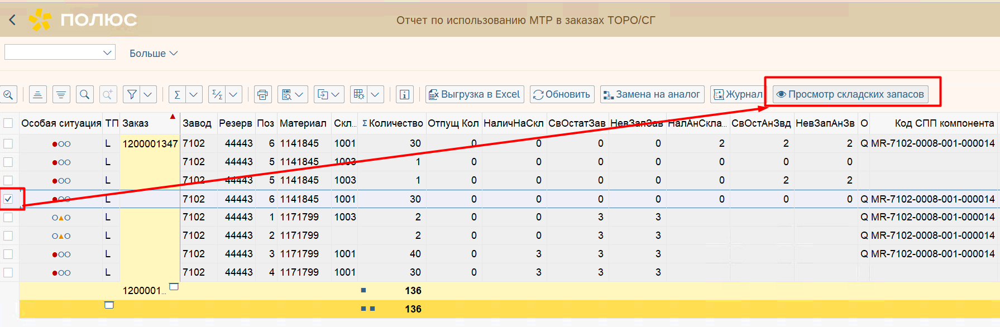 ПОЛЮС
Отчет по использованию МТР в заказах ТОРО/СГ
Больше
Выгрузка в Excel Обновить Замена на аналог Журнал Просмотр складских запасов
Особая ситуация ТП Заказ Завод Резерв Поз Материал Скл... Σ Количество Отпущ Кол НаличНаСкл СвОстатЗав НевЗапЗав НалАнСкла... СвОстАнЗвд НевЗапАнЗв О Код СПП компонента
L 1200001347 7102 44443 6 1141845 1001 30 0 0 0 0 2 2 2 Q MR-7102-0008-001-000014
L 7102 44443 5 1141845 1003 1 0 0 0 0 0 0 0
L 7102 44443 5 1141845 1003 1 0 0 0 0 0 2 2
L 7102 44443 6 1141845 1001 30 0 0 0 0 0 0 0 Q MR-7102-0008-001-000014
L 7102 44443 1 1171799 1003 2 0 0 3 3 Q MR-7102-0008-001-000014
L 7102 44443 2 1171799 2 0 0 3 3 Q MR-7102-0008-001-000014
L 7102 44443 3 1171799 1001 40 0 3 3 3 Q MR-7102-0008-001-000014
L 7102 44443 4 1171799 1001 30 0 3 3 3
1200001... 136
136